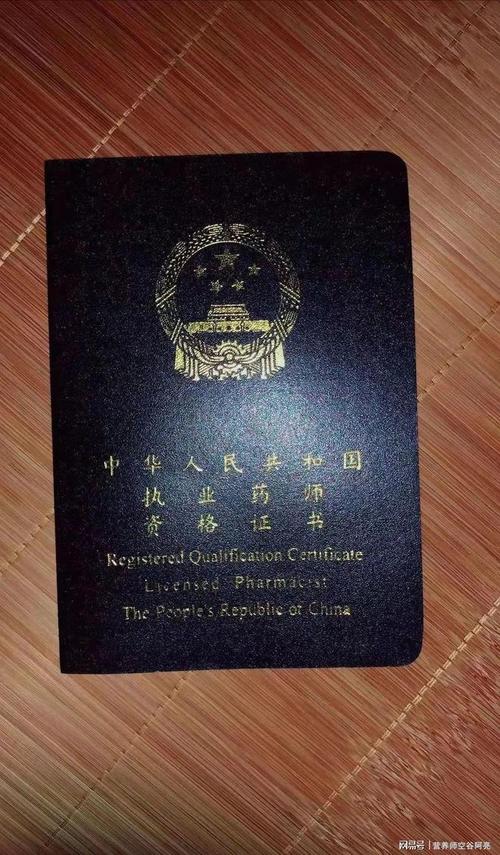 中华人民共和国
执业药师
资格证书
Registered Qualification Certificate
Licensed Pharmacist
The People's Republic of China
网易号 | 营养师空谷阿亮